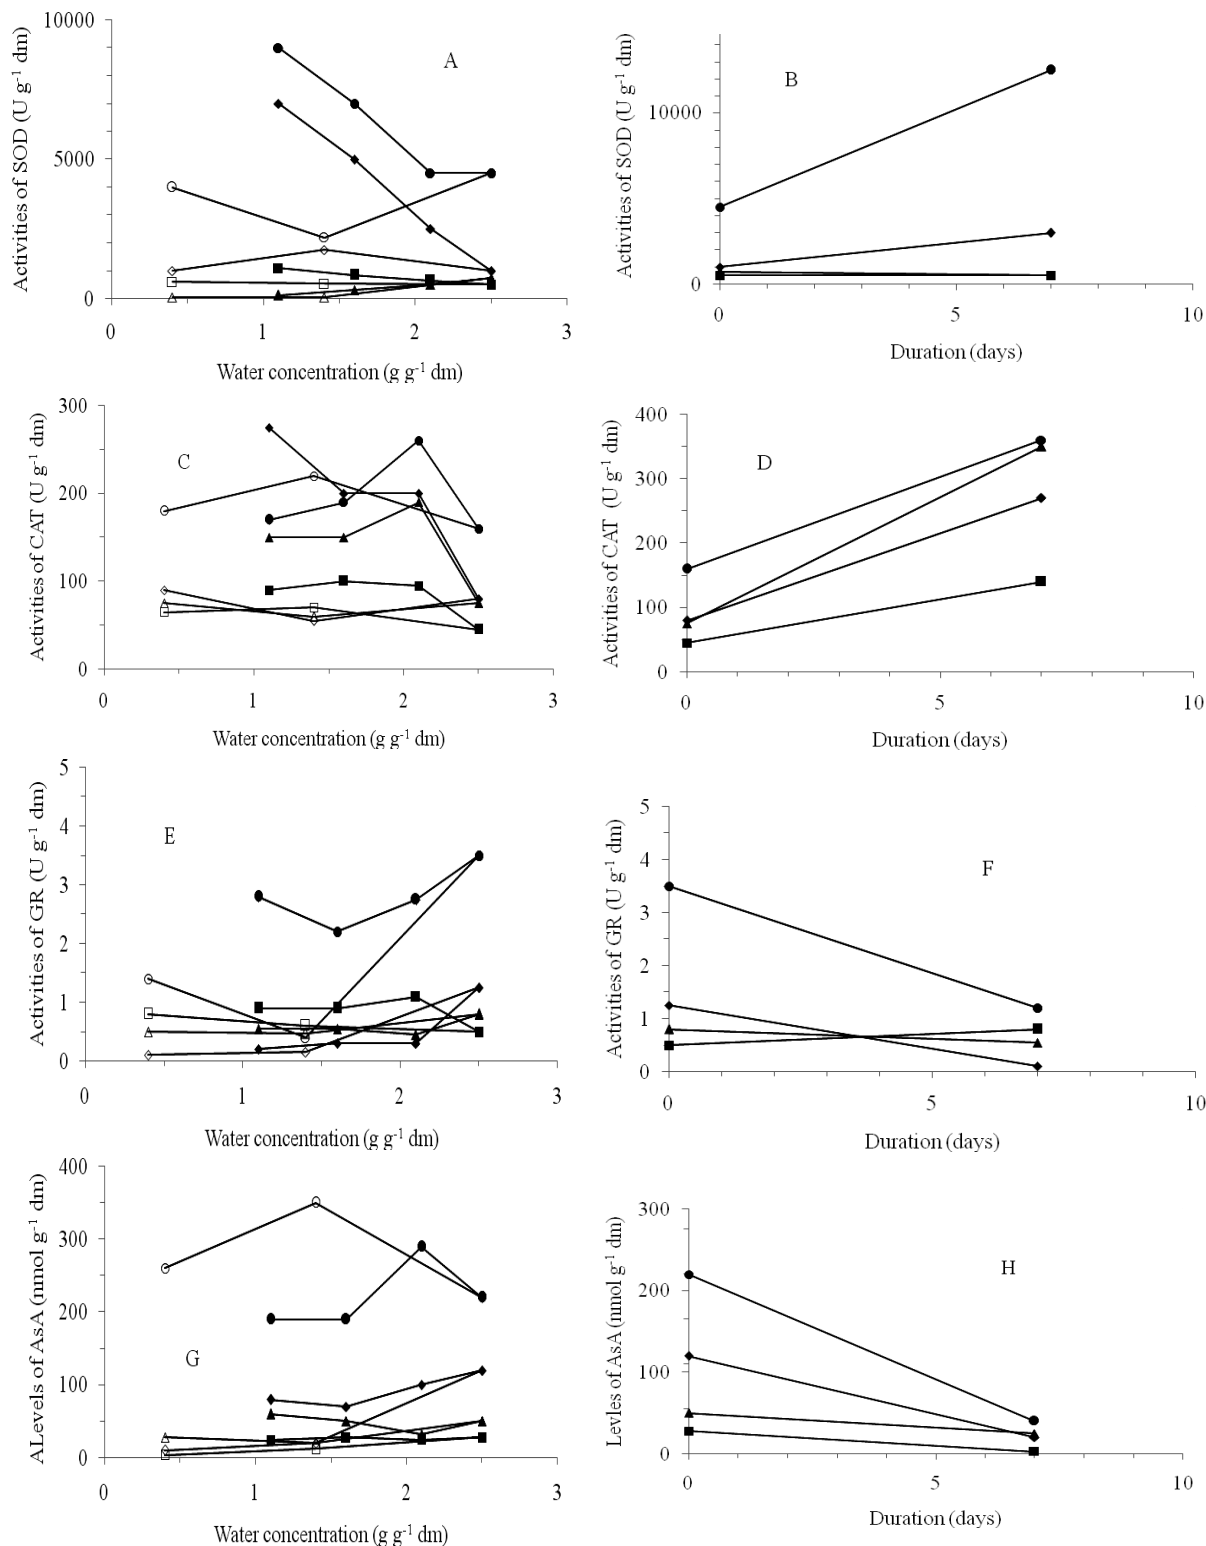 Activities of SOD (U g⁻¹ dm)
10000
5000
0
A
0 1 2 3
Water concentration (g g⁻¹ dm)
Activities of SOD (U g⁻¹ dm)
10000
0
B
0 5 10
Duration (days)
Activities of CAT (U g⁻¹ dm)
300
200
100
0
C
0 1 2 3
Water concentration (g g⁻¹ dm)
Activities of CAT (U g⁻¹ dm)
400
300
200
100
0
D
0 5 10
Duration (days)
Activities of GR (U g⁻¹ dm)
5
4
3
2
1
0
E
0 1 2 3
Water concentration (g g⁻¹ dm)
Activities of GR (U g⁻¹ dm)
5
4
3
2
1
0
F
0 5 10
Duration (days)
ALevels of AsA (nmol g⁻¹ dm)
400
300
200
100
0
G
0 1 2 3
Water concentration (g g⁻¹ dm)
Levles of AsA (nmol g⁻¹ dm)
300
200
100
0
H
0 5 10
Duration (days)